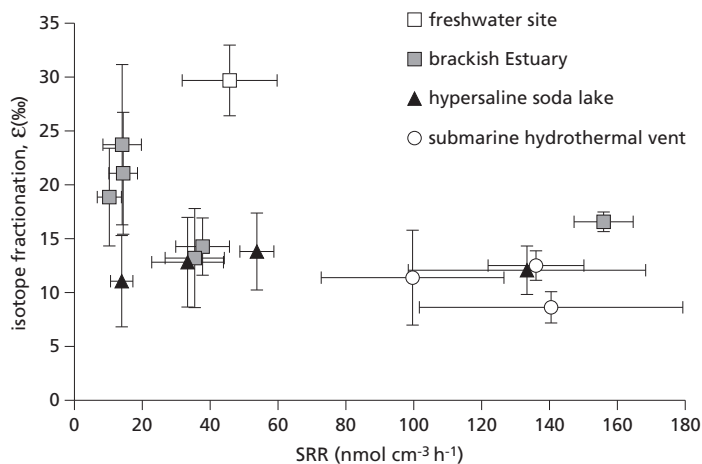 35
30
25
20
15
10
5
0
isotope fractionation, Ɛ(‰)
freshwater site
brackish Estuary
hypersaline soda lake
submarine hydrothermal vent
0 20 40 60 80 100 120 140 160 180
SRR (nmol cm⁻³ h⁻¹)